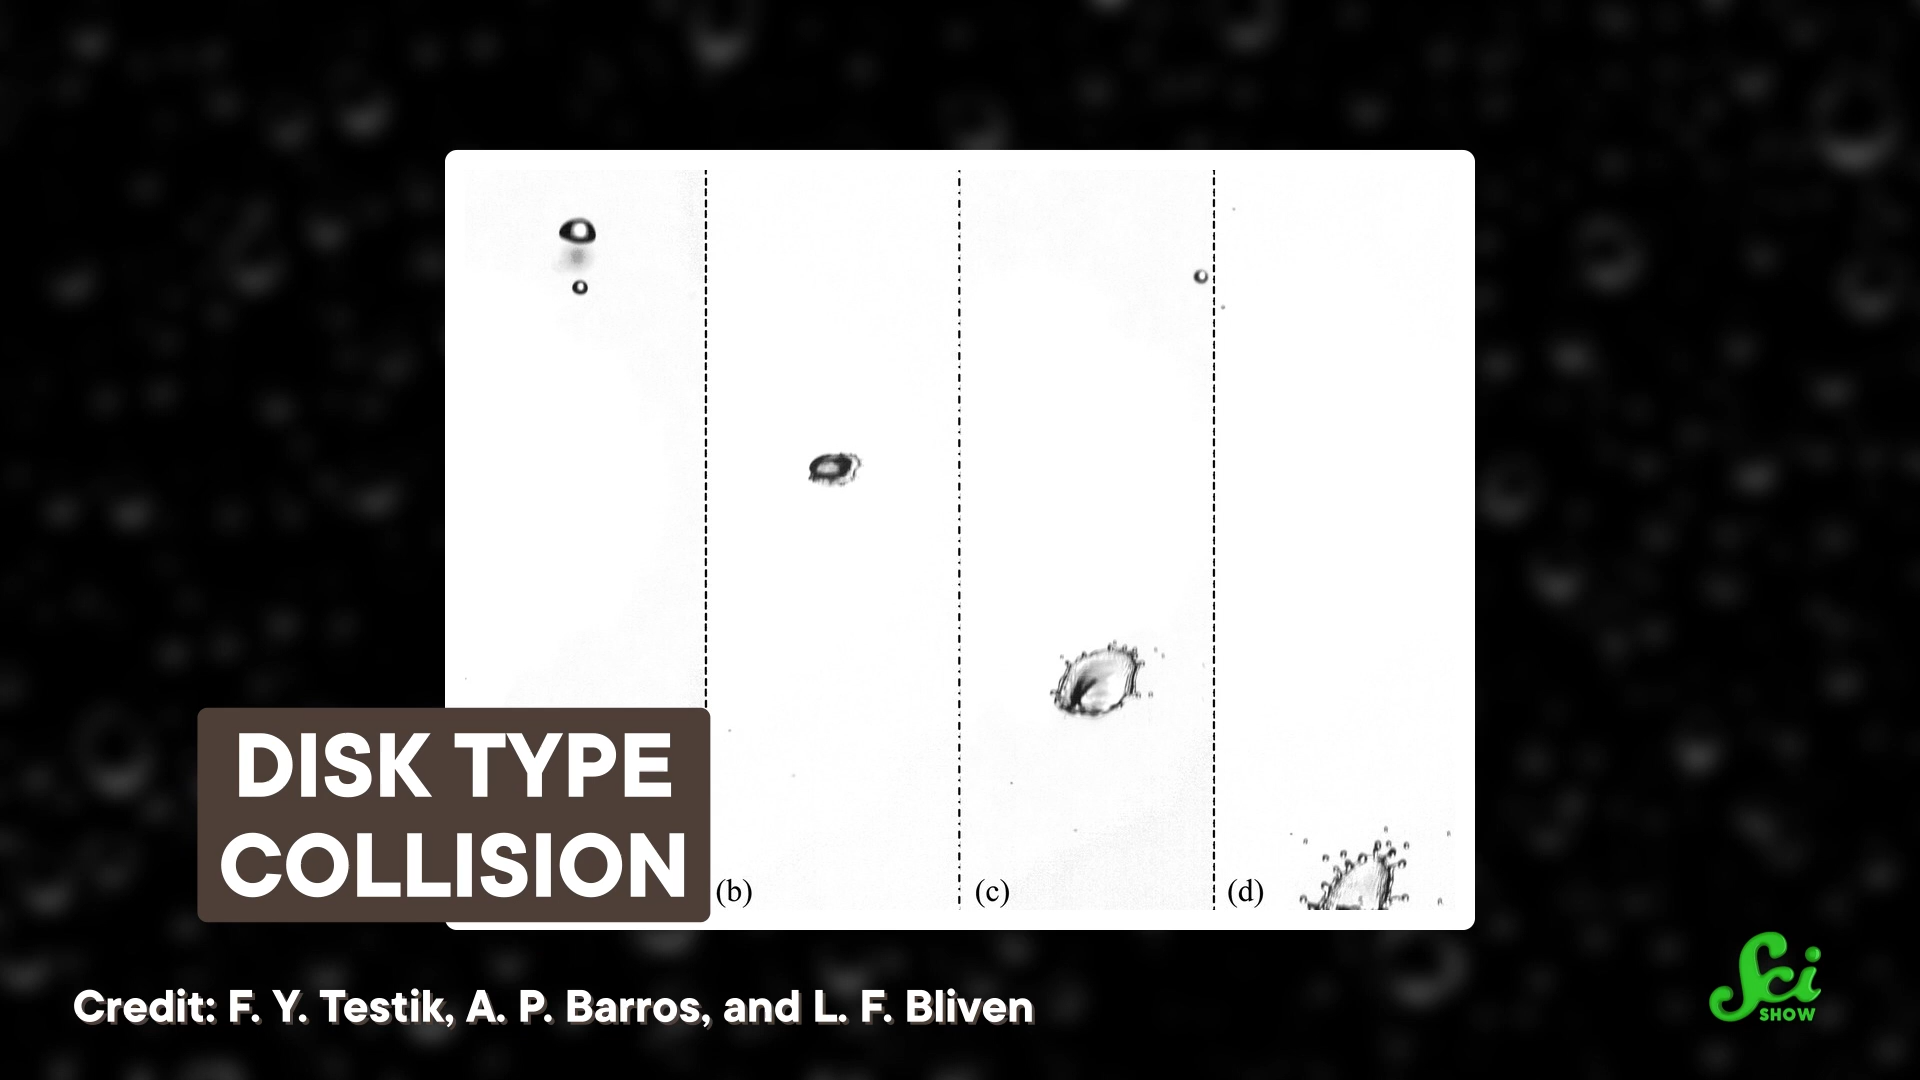 DISK TYPE
COLLISION
(b)
(c)
(d)
Credit: F. Y. Testik, A. P. Barros, and L. F. Bliven
Sci
SHOW